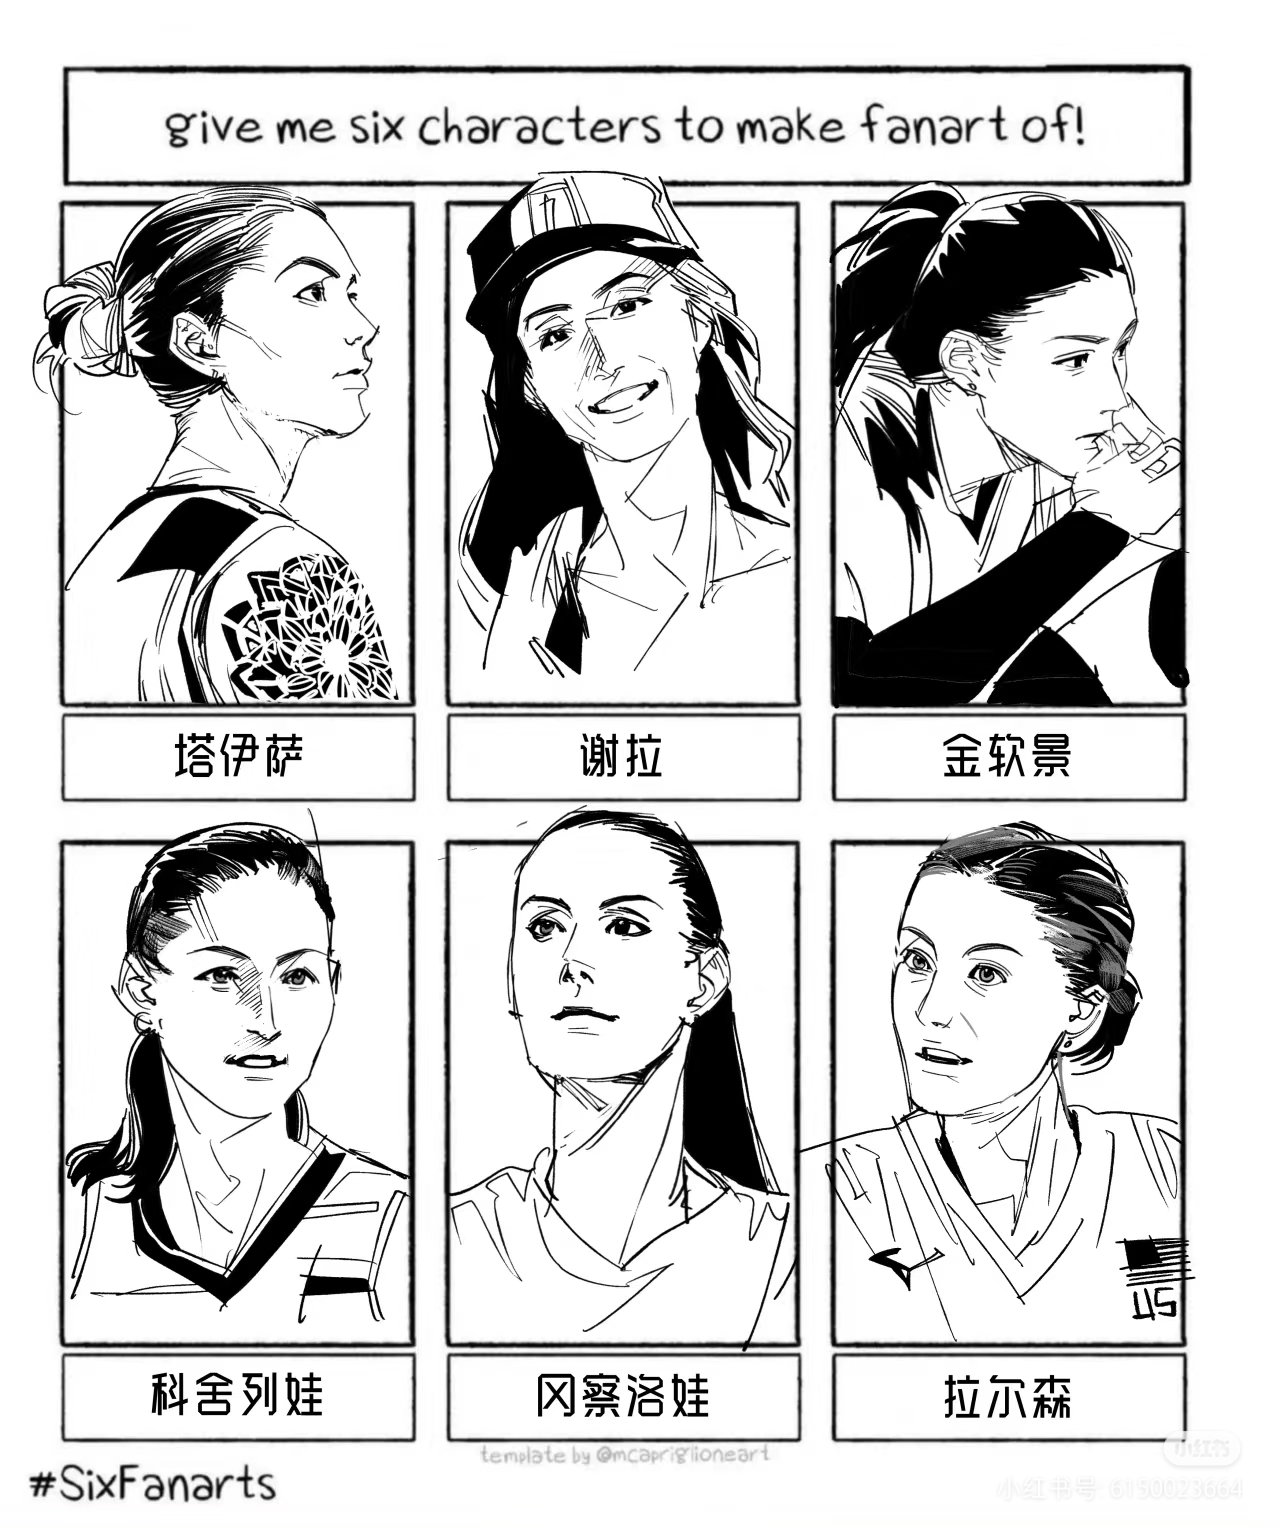 give me six characters to make fanart of!
塔伊萨
谢拉
金软景
US
科舍列娃
冈察洛娃
拉尔森
template by @mcapriglioneart
#SixFanarts
小红书
小红书号 6150023664